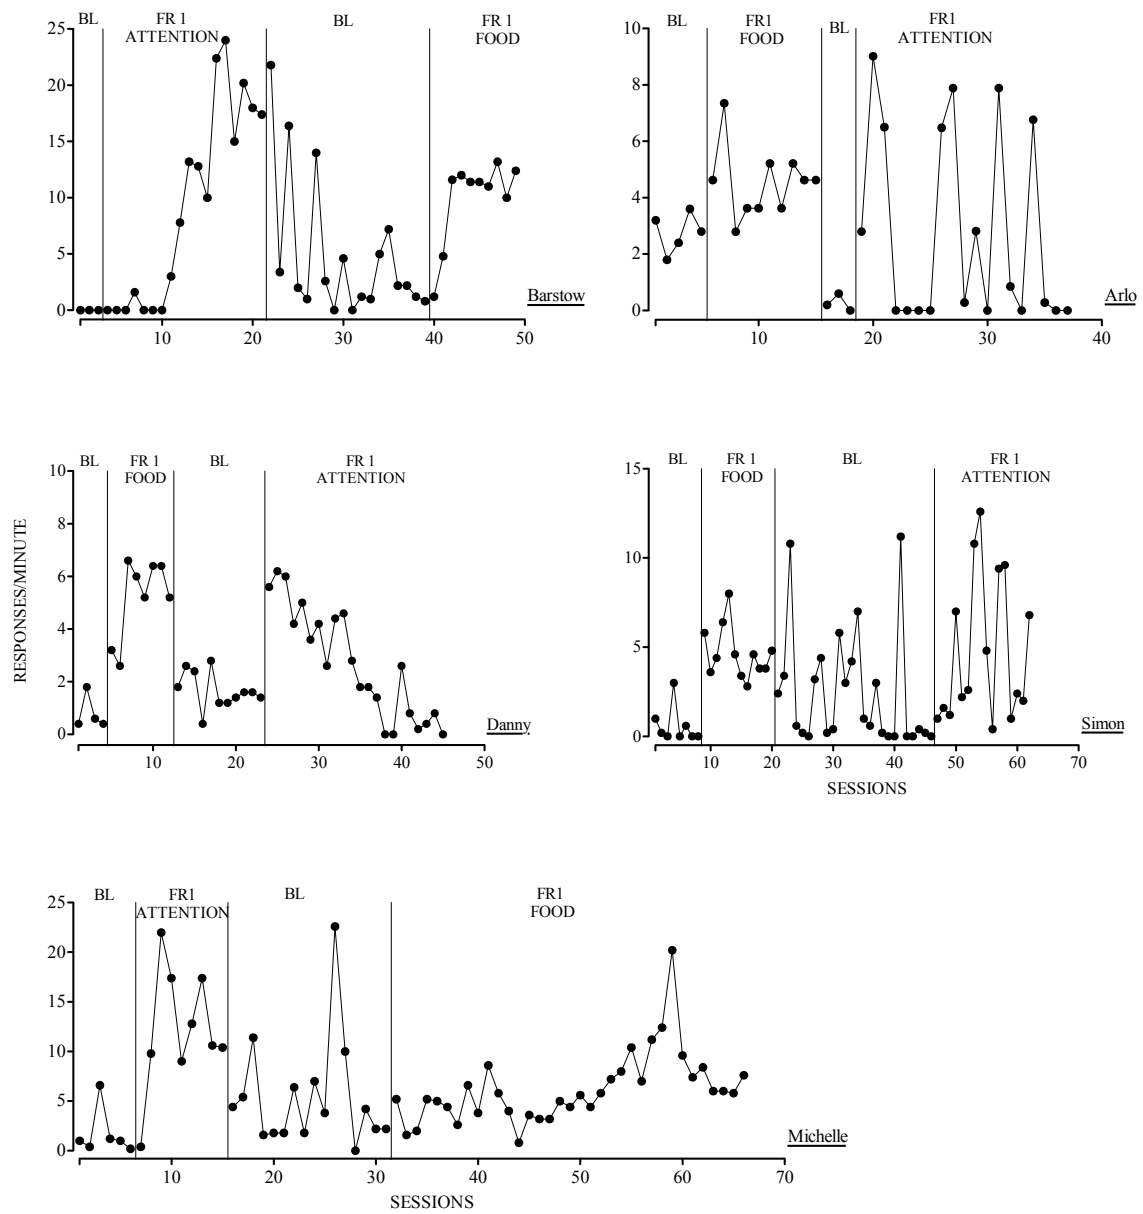 BL
FR 1
ATTENTION
BL
FR 1
FOOD
25
20
15
10
5
0
10
20
30
40
50
Barstow
BL
FR1
FOOD
BL
FR1
ATTENTION
10
8
6
4
2
0
10
20
30
40
Arlo
RESPONSES/MINUTE
BL
FR 1
FOOD
BL
FR 1
ATTENTION
10
8
6
4
2
0
10
20
30
40
50
Danny
BL
FR 1
FOOD
BL
FR 1
ATTENTION
15
10
5
0
10
20
30
40
50
60
70
Simon
SESSIONS
BL
FR1
ATTENTION
BL
FR1
FOOD
25
20
15
10
5
0
10
20
30
40
50
60
70
Michelle
SESSIONS